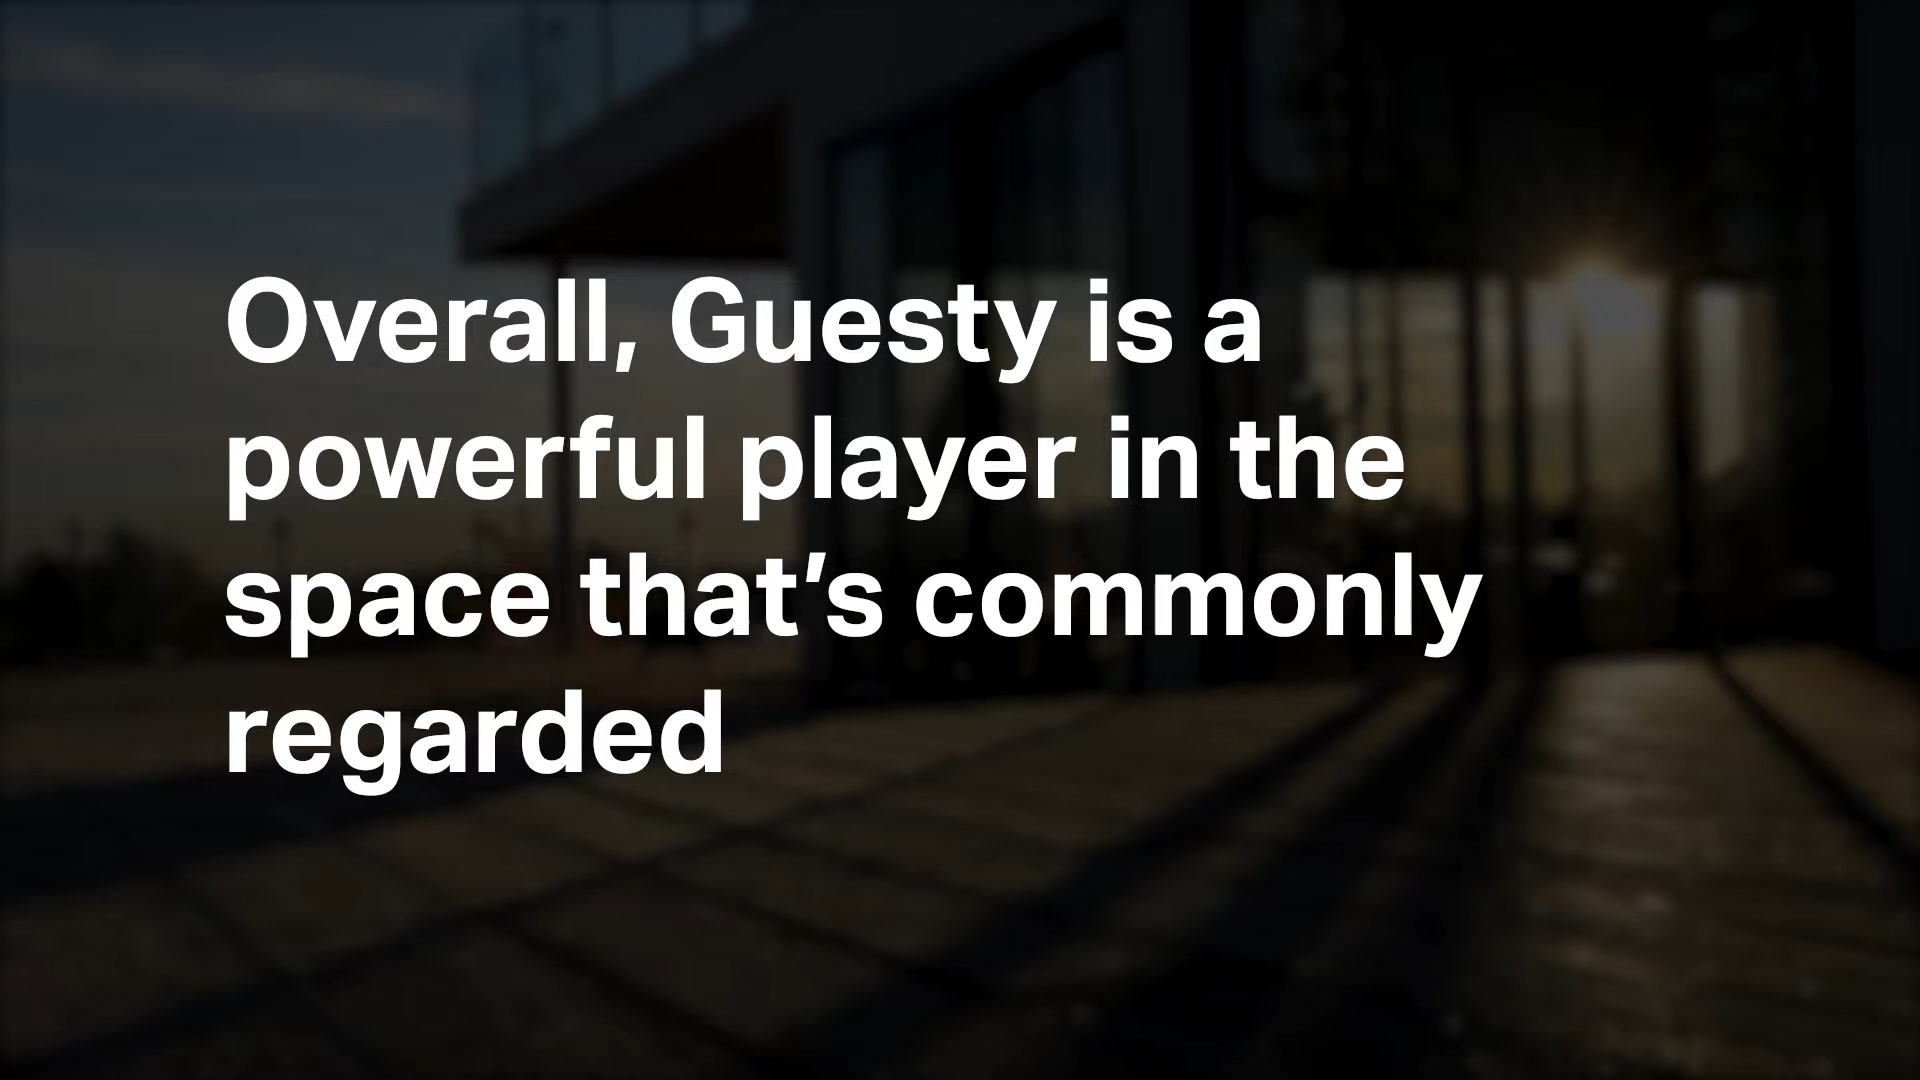 Overall, Guesty is a
powerful player in the
space that's commonly
regarded